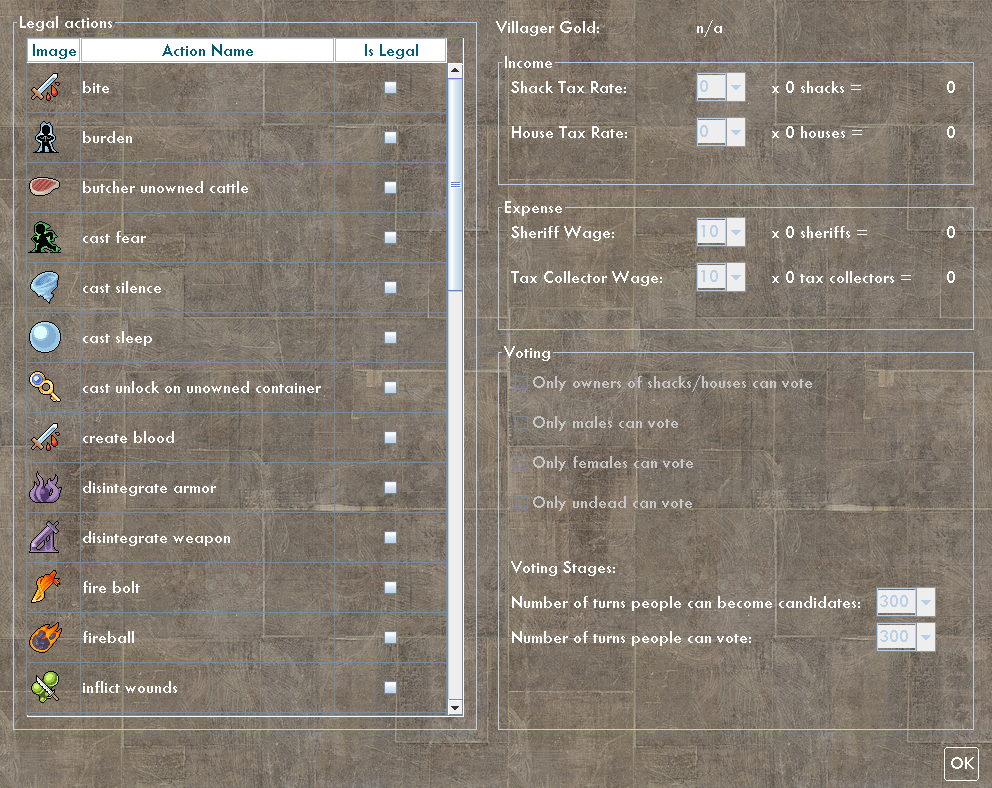 Legal actions
Image Action Name Is Legal
bite
burden
butcher unowned cattle
cast fear
cast silence
cast sleep
cast unlock on unowned container
create blood
disintegrate armor
disintegrate weapon
fire bolt
fireball
inflict wounds
Villager Gold: n/a
Income
Shack Tax Rate: 0 x 0 shacks = 0
House Tax Rate: 0 x 0 houses = 0
Expense
Sheriff Wage: 10 x 0 sheriffs = 0
Tax Collector Wage: 10 x 0 tax collectors = 0
Voting
Only owners of shacks/houses can vote
Only males can vote
Only females can vote
Only undead can vote
Voting Stages:
Number of turns people can become candidates: 300
Number of turns people can vote: 300
OK